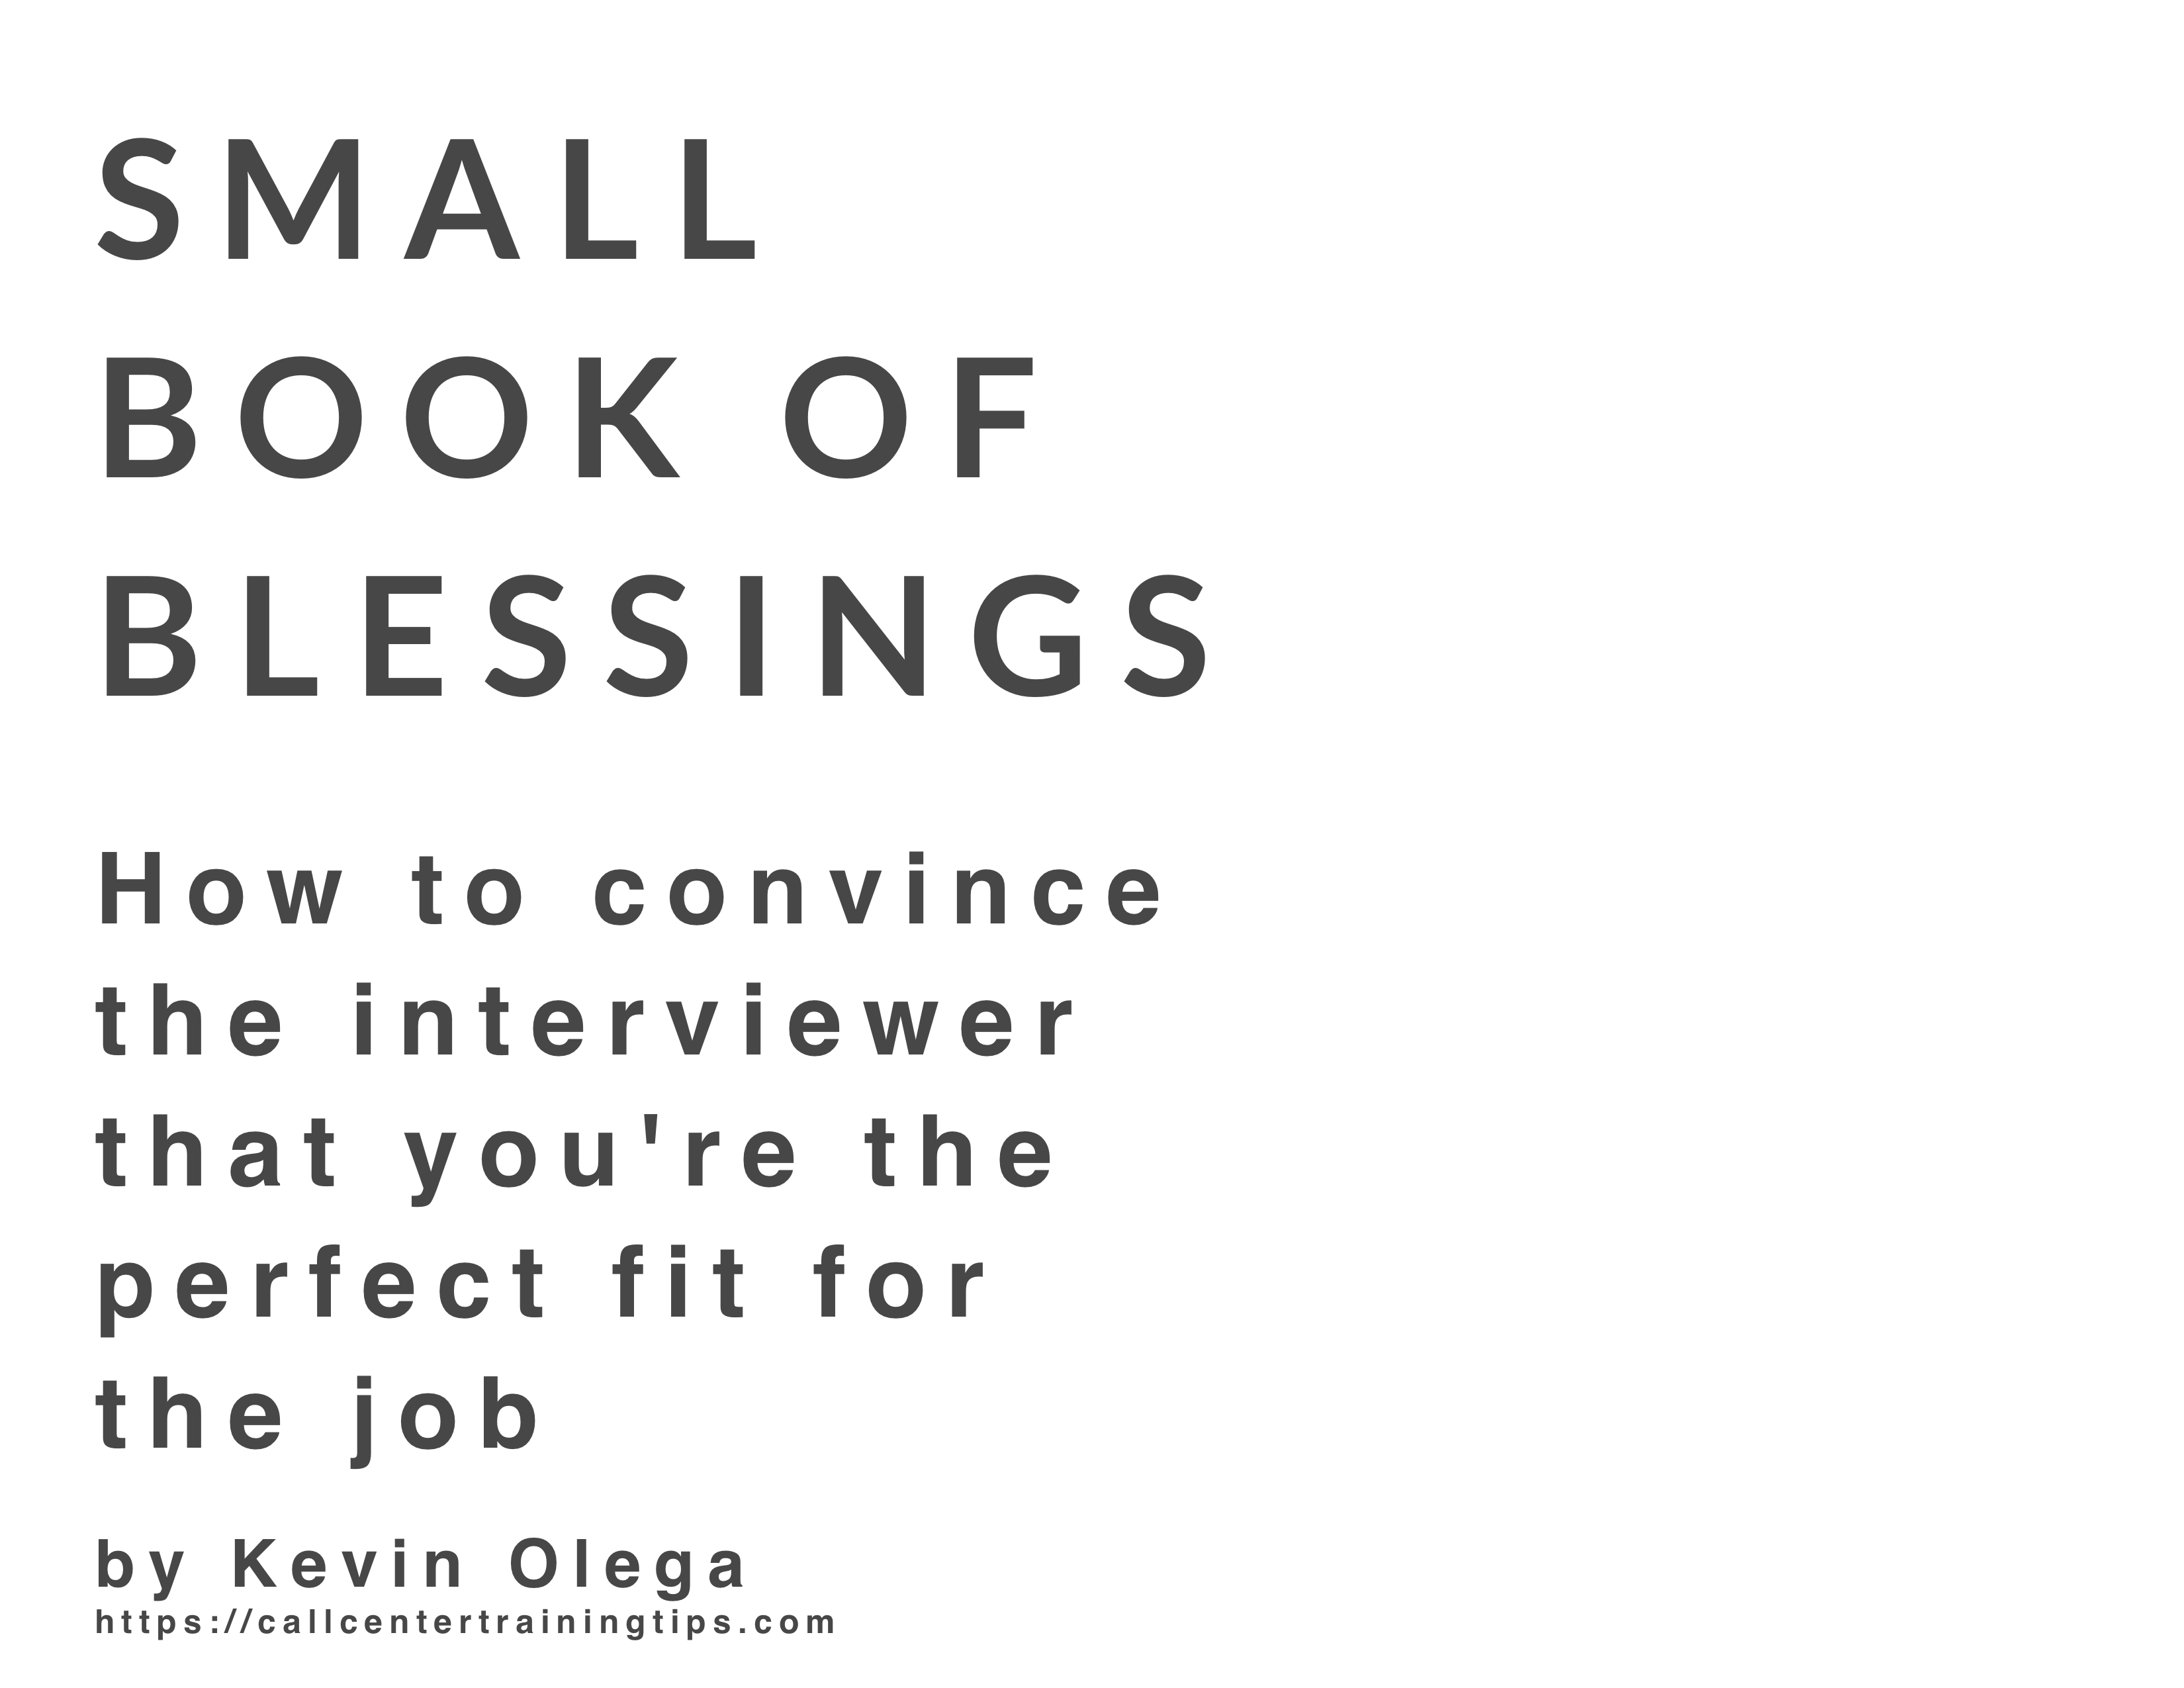 SMALL
BOOK OF
BLESSINGS
How to convince
the interviewer
that you're the
perfect fit for
the job
by Kevin Olega
https://callcentertrainingtips.com